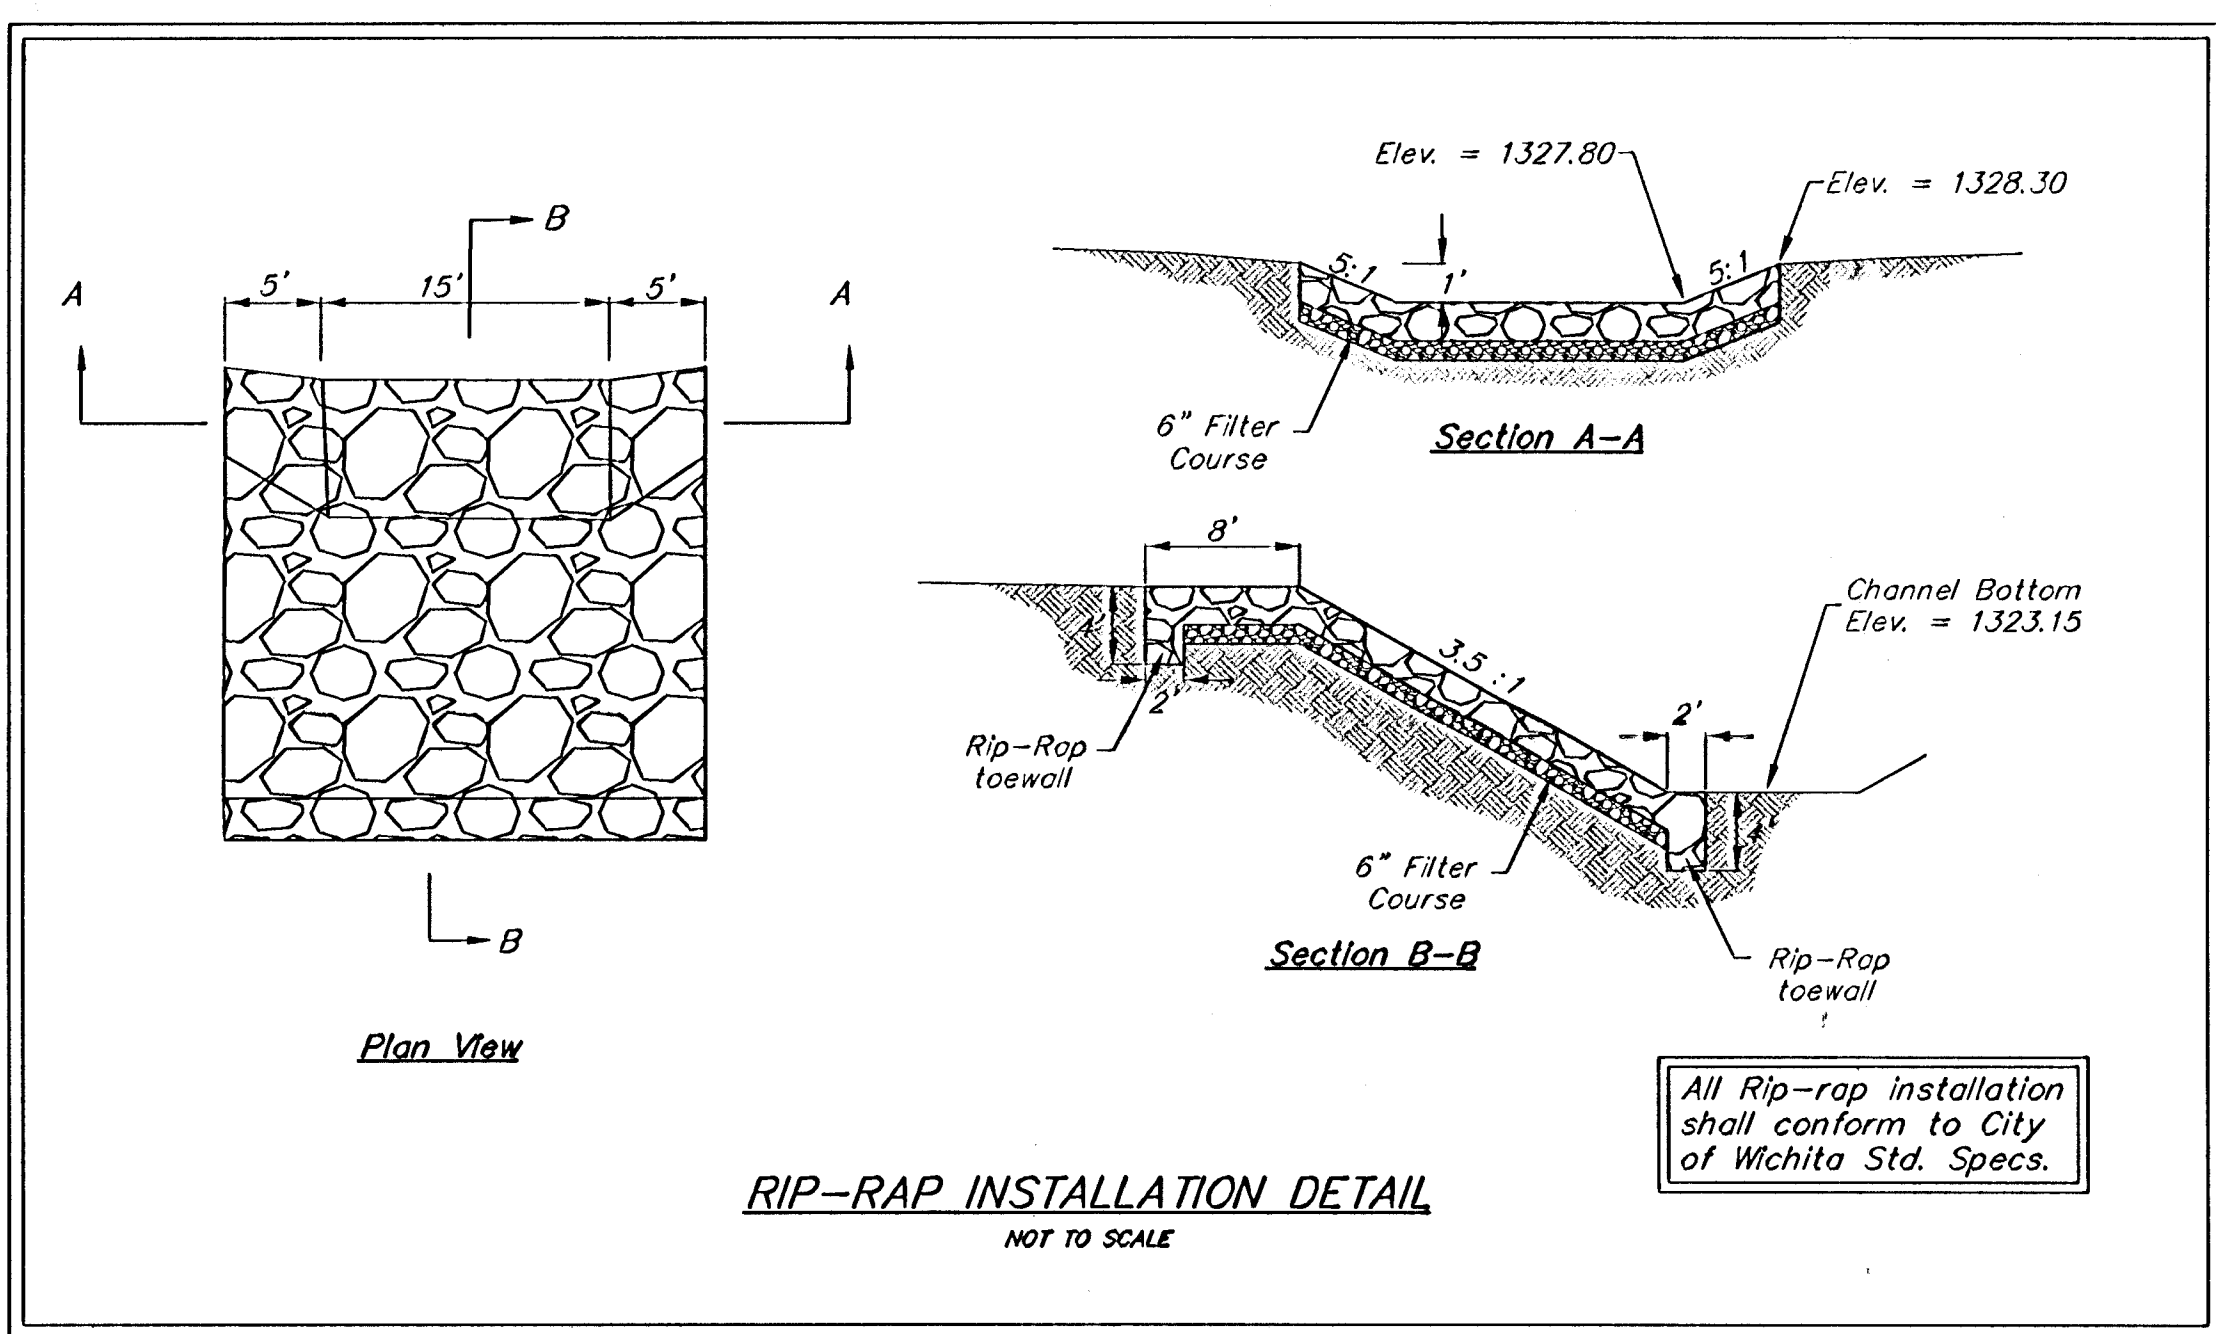 B
A
5'
15'
5'
A
B
Plan View
Elev. = 1327.80
Elev. = 1328.30
5:1
1'
5:1
6" Filter
Course
Section A-A
8'
4'
2'
3.5 :1
2'
4'
Channel Bottom
Elev. = 1323.15
Rip-Rap
toewall
6" Filter
Course
Rip-Rap
toewall
Section B-B
All Rip-rap installation
shall conform to City
of Wichita Std. Specs.
RIP-RAP INSTALLATION DETAIL
NOT TO SCALE